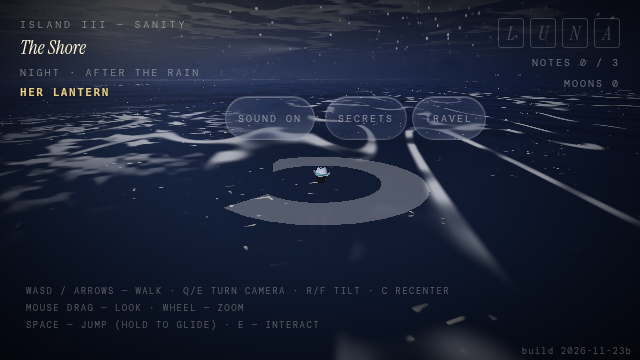 ISLAND III — SANITY
The Shore
NIGHT · AFTER THE RAIN
HER LANTERN
L U N A
NOTES 0 / 3
MOONS 0
SOUND ON
SECRETS
TRAVEL
WASD / ARROWS — WALK · Q/E TURN CAMERA · R/F TILT · C RECENTER
MOUSE DRAG — LOOK · WHEEL — ZOOM
SPACE — JUMP (HOLD TO GLIDE) · E — INTERACT
build 2026-11-23b